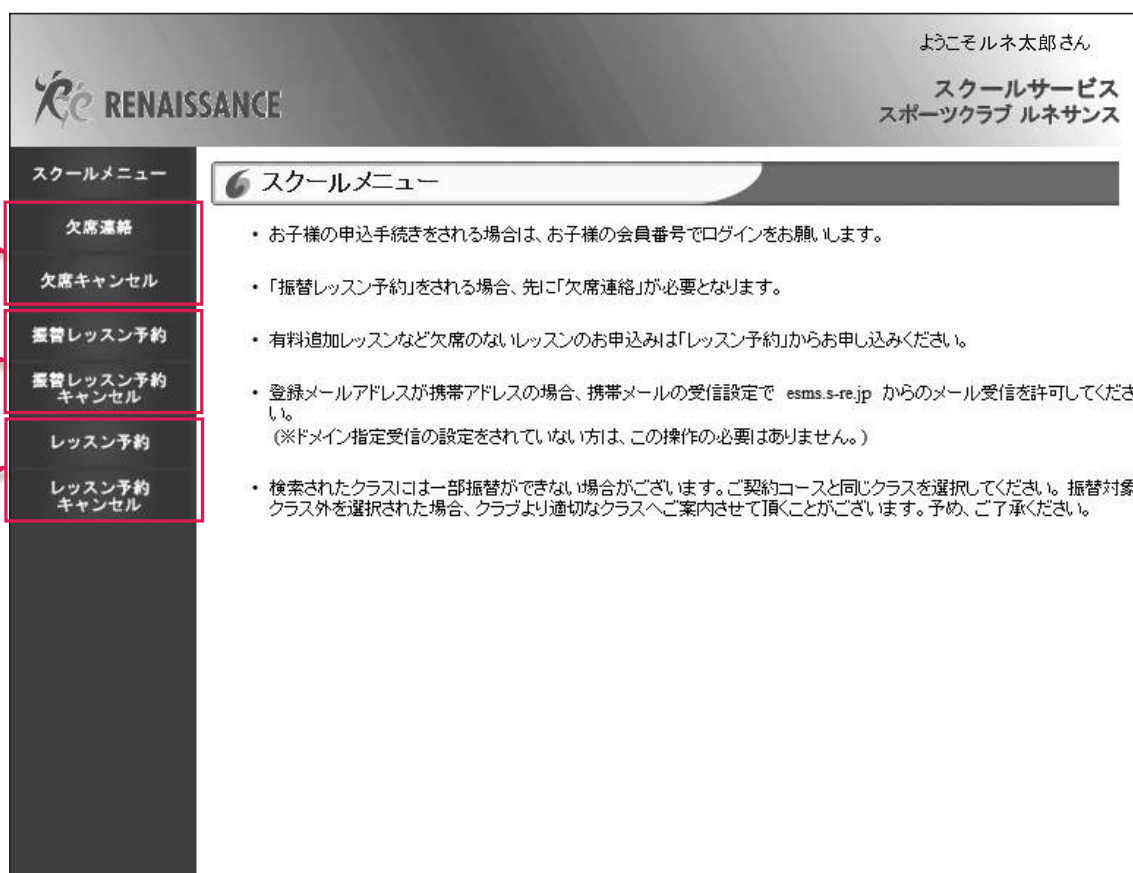 ようこそルネ太郎さん
RENAISSANCE
スクールサービス
スポーツクラブ ルネサンス
スクールメニュー
欠席連絡
欠席キャンセル
振替レッスン予約
振替レッスン予約
キャンセル
レッスン予約
レッスン予約
キャンセル
スクールメニュー
・ お子様の申込手続きをされる場合は、お子様の会員番号でログインをお願いします。
・ 「振替レッスン予約」をされる場合、先に「欠席連絡」が必要となります。
・ 有料追加レッスンなど欠席のないレッスンのお申込みは「レッスン予約」からお申し込みください。
・ 登録メールアドレスが携帯アドレスの場合、携帯メールの受信設定で esms.s-re.jp からのメール受信を許可してくださ
い。
(※ドメイン指定受信の設定をされていない方は、この操作の必要はありません。)
・ 検索されたクラスには一部振替ができない場合がございます。ご契約コースと同じクラスを選択してください。振替対象
クラス外を選択された場合、クラブより適切なクラスへご案内させて頂くことがございます。予め、ご了承ください。